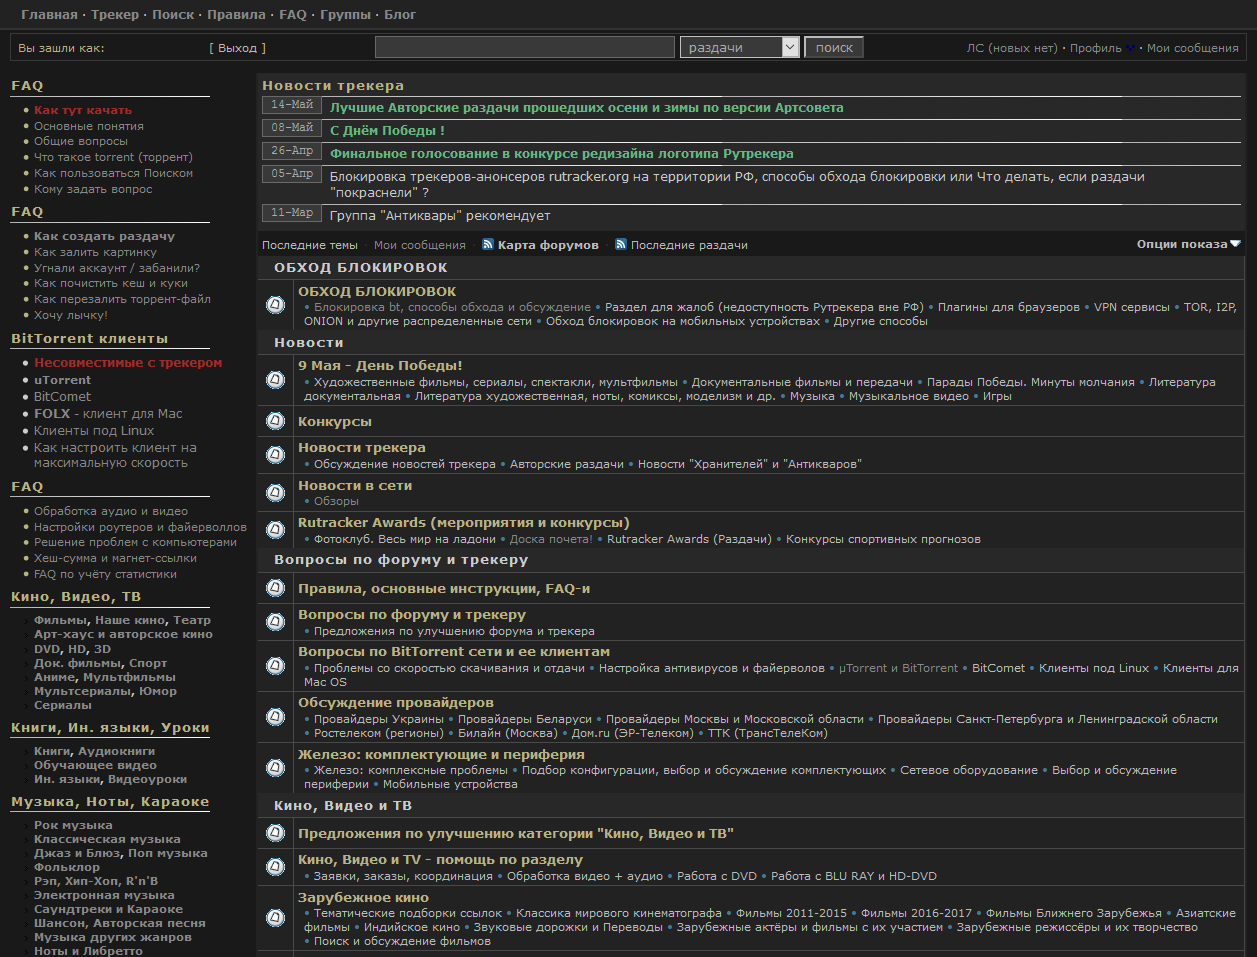 Главная · Трекер · Поиск · Правила · FAQ · Группы · Блог
Вы зашли как: [ Выход ] раздачи поиск ЛС (новых нет) · Профиль · Мои сообщения
FAQ
Как тут качать
Основные понятия
Общие вопросы
Что такое torrent (торрент)
Как пользоваться Поиском
Кому задать вопрос
FAQ
Как создать раздачу
Как залить картинку
Угнали аккаунт / забанили?
Как почистить кеш и куки
Как перезалить торрент-файл
Хочу лычку!
BitTorrent клиенты
Несовместимые с трекером
uTorrent
BitComet
FOLX - клиент для Mac
Клиенты под Linux
Как настроить клиент на
максимальную скорость
FAQ
Обработка аудио и видео
Настройки роутеров и файерволлов
Решение проблем с компьютерами
Хеш-сумма и магнет-ссылки
FAQ по учёту статистики
Кино, Видео, ТВ
Фильмы, Наше кино, Театр
Арт-хаус и авторское кино
DVD, HD, 3D
Док. фильмы, Спорт
Аниме, Мультфильмы
Мультсериалы, Юмор
Сериалы
Книги, Ин. языки, Уроки
Книги, Аудиокниги
Обучающее видео
Ин. языки, Видеоуроки
Музыка, Ноты, Караоке
Рок музыка
Классическая музыка
Джаз и Блюз, Поп музыка
Фольклор
Рэп, Хип-Хоп, R'n'B
Электронная музыка
Саундтреки и Караоке
Шансон, Авторская песня
Музыка других жанров
Ноты и Либретто
Новости трекера
14-Май Лучшие Авторские раздачи прошедших осени и зимы по версии Артсовета
08-Май С Днём Победы !
26-Апр Финальное голосование в конкурсе редизайна логотипа Рутрекера
05-Апр Блокировка трекеров-анонсеров rutracker.org на территории РФ, способы обхода блокировки или Что делать, если раздачи
"покраснели" ?
11-Мар Группа "Антиквары" рекомендует
Последние темы · Мои сообщения · Карта форумов · Последние раздачи Опции показа
ОБХОД БЛОКИРОВОК
ОБХОД БЛОКИРОВОК
• Блокировка bt, способы обхода и обсуждение • Раздел для жалоб (недоступность Рутрекера вне РФ) • Плагины для браузеров • VPN сервисы • TOR, I2P,
ONION и другие распределенные сети • Обход блокировок на мобильных устройствах • Другие способы
Новости
9 Мая - День Победы!
• Художественные фильмы, сериалы, спектакли, мультфильмы • Документальные фильмы и передачи • Парады Победы. Минуты молчания • Литература
документальная • Литература художественная, ноты, комиксы, моделизм и др. • Музыка • Музыкальное видео • Игры
Конкурсы
Новости трекера
• Обсуждение новостей трекера • Авторские раздачи • Новости "Хранителей" и "Антикваров"
Новости в сети
• Обзоры
Rutracker Awards (мероприятия и конкурсы)
• Фотоклуб. Весь мир на ладони • Доска почета! • Rutracker Awards (Раздачи) • Конкурсы спортивных прогнозов
Вопросы по форуму и трекеру
Правила, основные инструкции, FAQ-и
Вопросы по форуму и трекеру
• Предложения по улучшению форума и трекера
Вопросы по BitTorrent сети и ее клиентам
• Проблемы со скоростью скачивания и отдачи • Настройка антивирусов и файерволов • µTorrent и BitTorrent • BitComet • Клиенты под Linux • Клиенты для
Mac OS
Обсуждение провайдеров
• Провайдеры Украины • Провайдеры Беларуси • Провайдеры Москвы и Московской области • Провайдеры Санкт-Петербурга и Ленинградской области
• Ростелеком (регионы) • Билайн (Москва) • Дом.ru (ЭР-Телеком) • ТТК (ТрансТелеКом)
Железо: комплектующие и периферия
• Железо: комплексные проблемы • Подбор конфигурации, выбор и обсуждение комплектующих • Сетевое оборудование • Выбор и обсуждение
периферии • Мобильные устройства
Кино, Видео и ТВ
Предложения по улучшению категории "Кино, Видео и ТВ"
Кино, Видео и TV - помощь по разделу
• Заявки, заказы, координация • Обработка видео + аудио • Работа с DVD • Работа с BLU RAY и HD-DVD
Зарубежное кино
• Тематические подборки ссылок • Классика мирового кинематографа • Фильмы 2011-2015 • Фильмы 2016-2017 • Фильмы Ближнего Зарубежья • Азиатские
фильмы • Индийское кино • Звуковые дорожки и Переводы • Зарубежные актёры и фильмы с их участием • Зарубежные режиссёры и их творчество
• Поиск и обсуждение фильмов